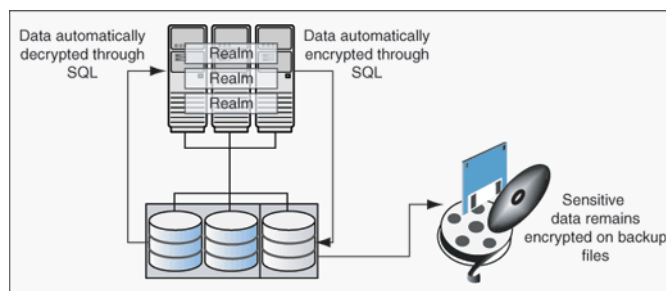 Data automatically
decrypted through
SQL
Realm
Realm
Realm
Data automatically
encrypted through
SQL
Sensitive
data remains
encrypted on backup
files